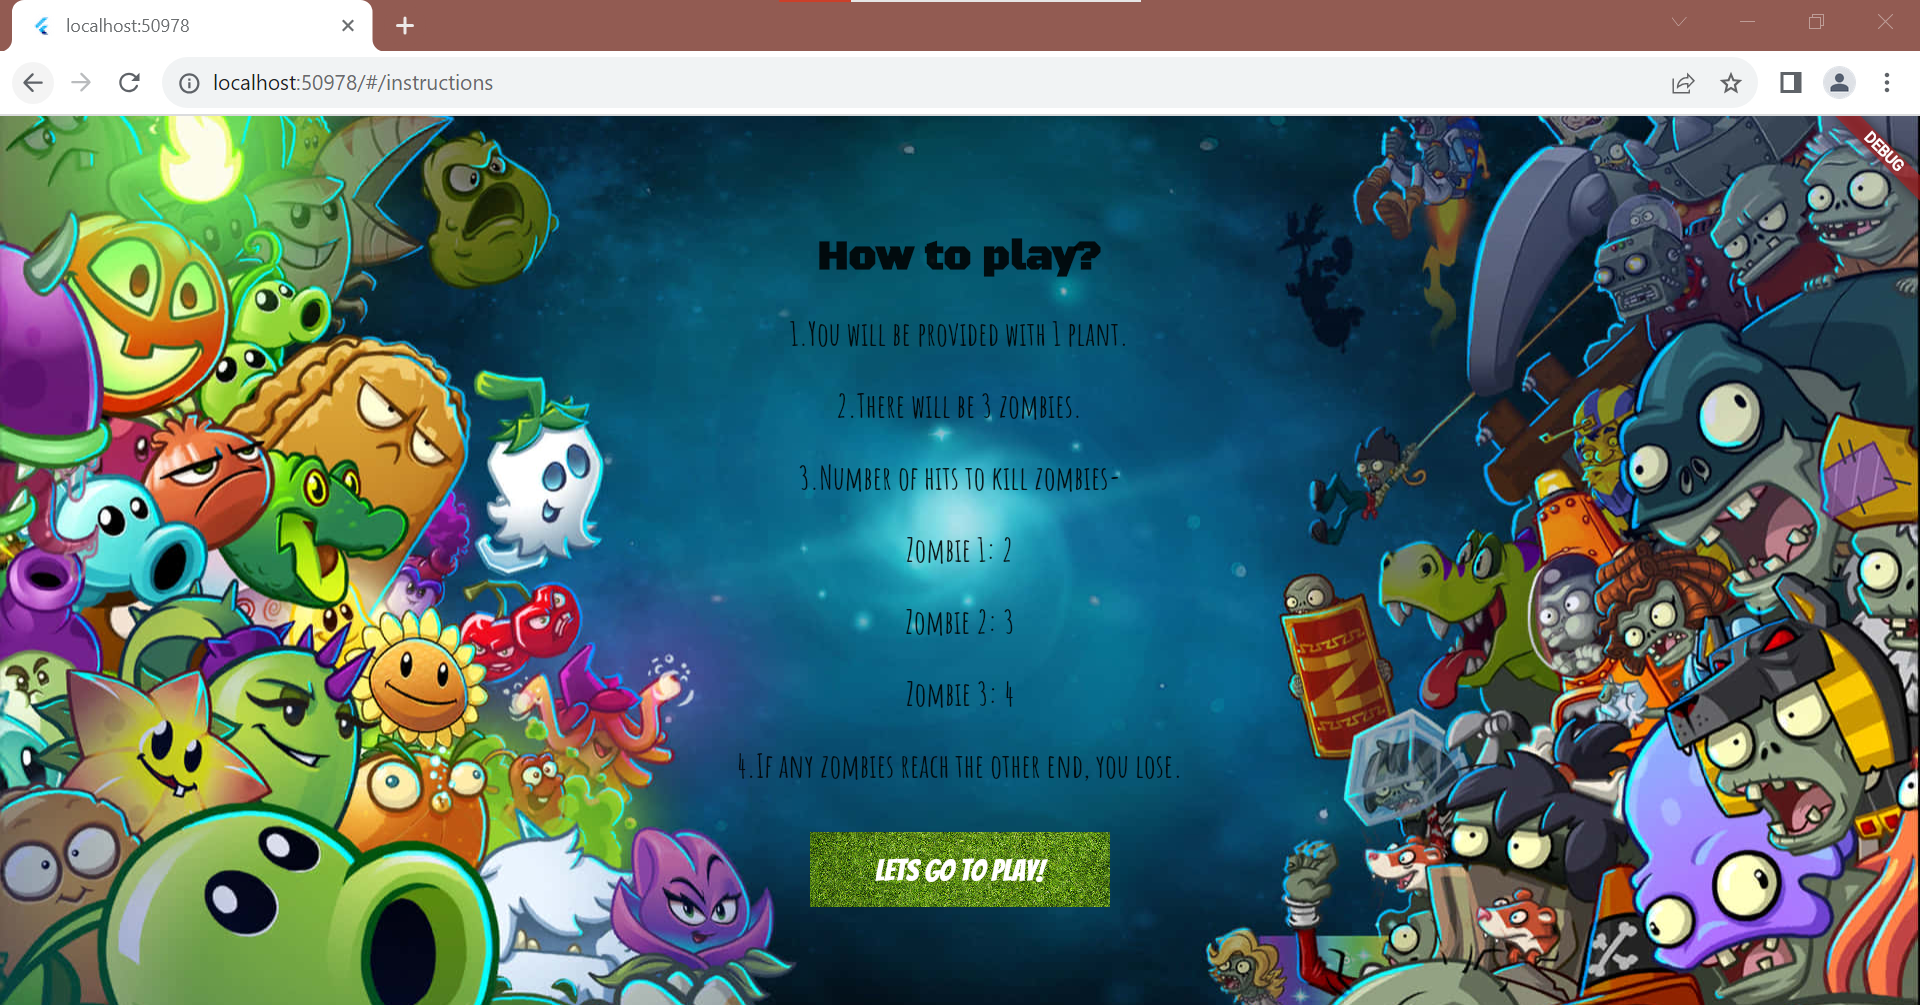 localhost:50978
localhost:50978/#/instructions
DEBUG
How to play?
1.You will be provided with 1 plant.
2.There will be 3 zombies.
3.Number of hits to kill zombies-
Zombie 1: 2
Zombie 2: 3
Zombie 3: 4
4.If any zombies reach the other end, you lose.
LETS GO TO PLAY!